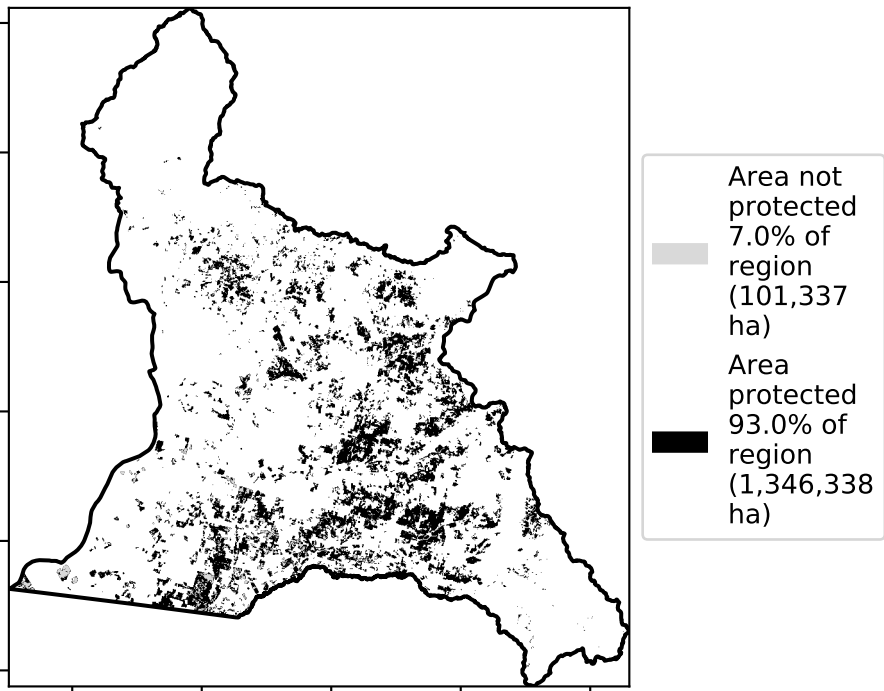 Area not
protected
7.0% of
region
(101,337
ha)
Area
protected
93.0% of
region
(1,346,338
ha)